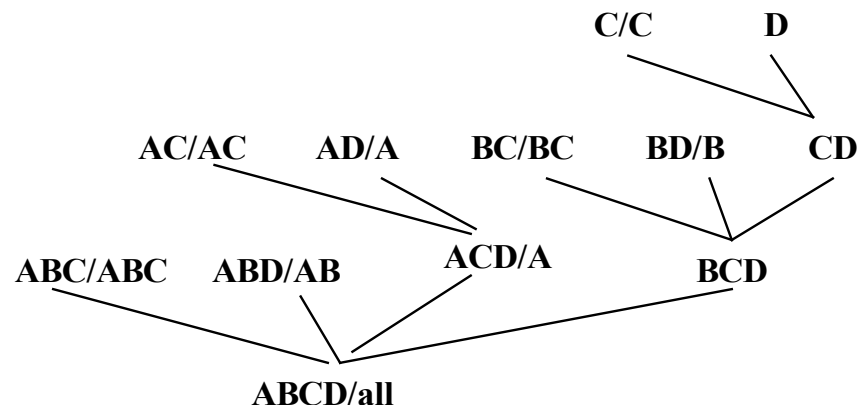 C/C D
AC/AC AD/A BC/BC BD/B CD
ABC/ABC ABD/AB ACD/A BCD
ABCD/all